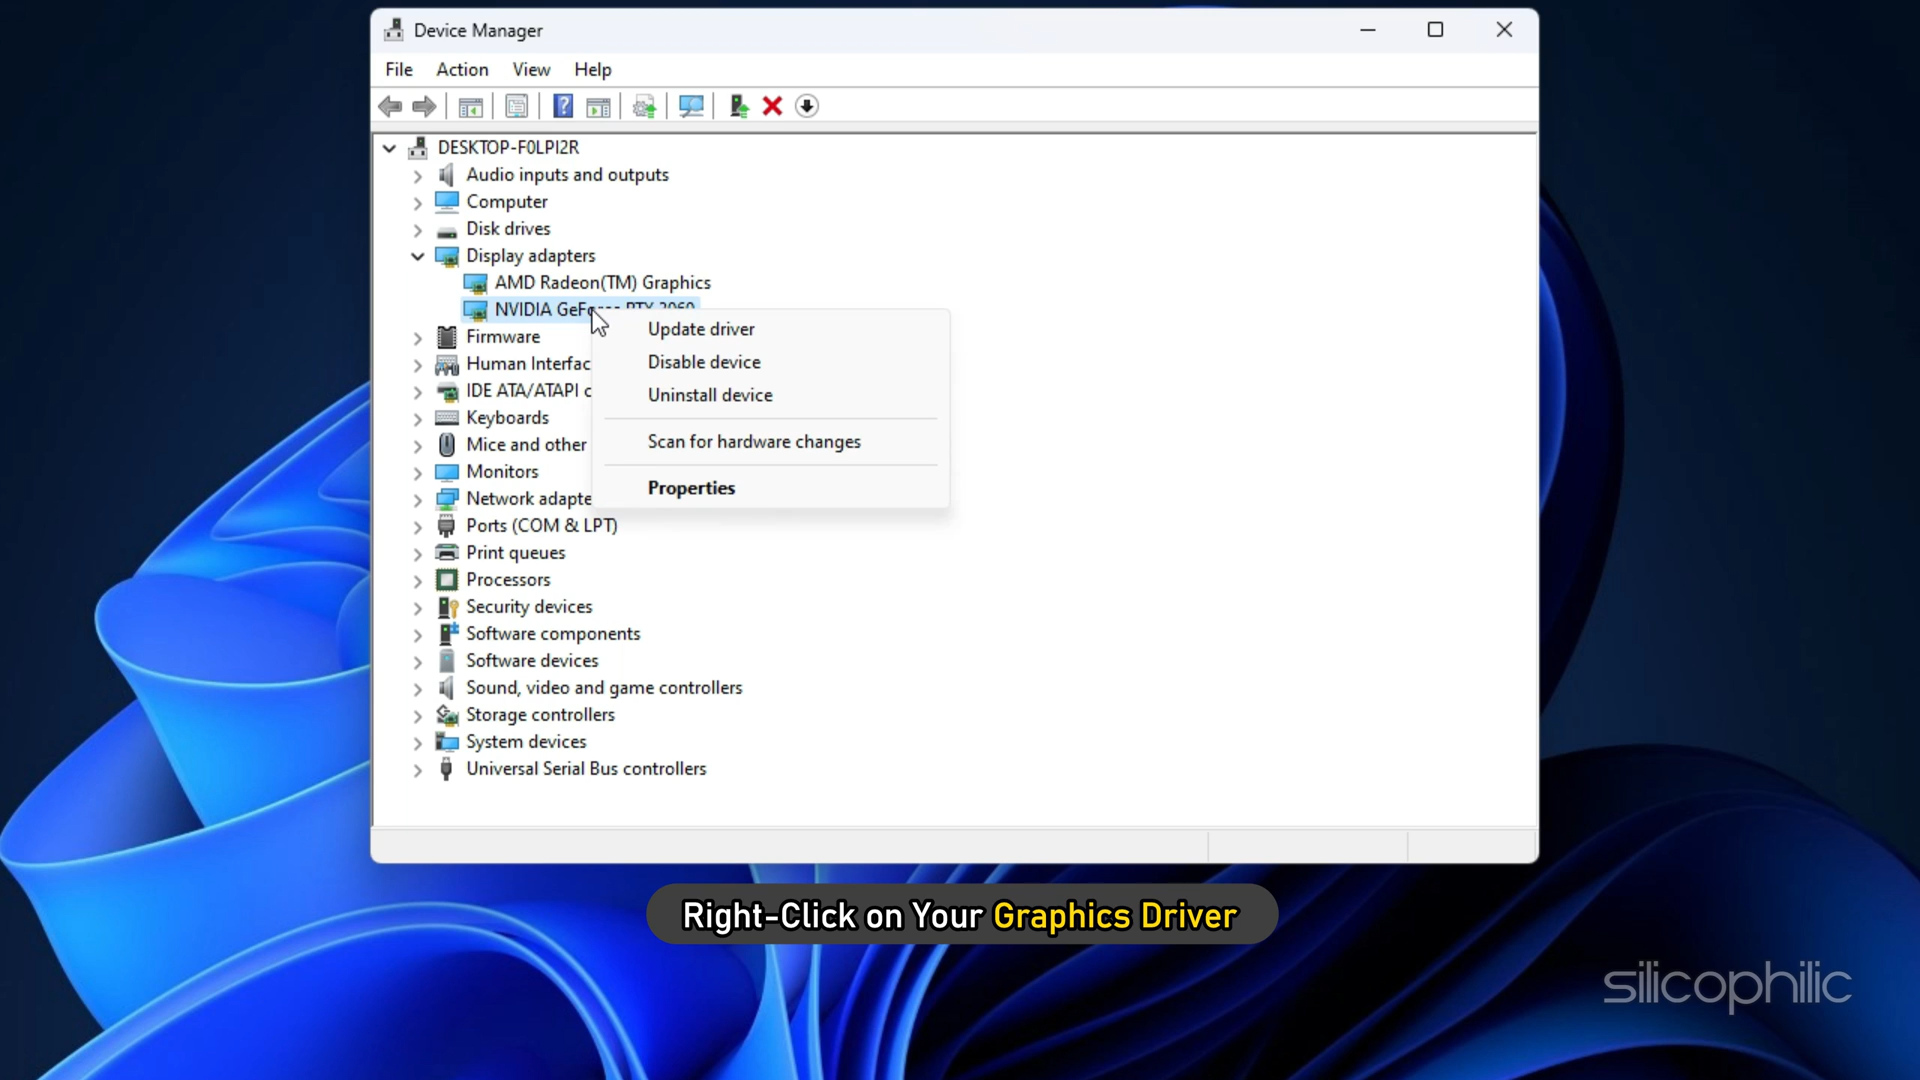 Device Manager
File Action View Help
DESKTOP-F0LPI2R
Audio inputs and outputs
Computer
Disk drives
Display adapters
AMD Radeon(TM) Graphics
NVIDIA GeForce RTX 3060
Update driver
Firmware
Disable device
Human Interfac
IDE ATA/ATAPI c
Uninstall device
Keyboards
Mice and other
Scan for hardware changes
Monitors
Properties
Network adapte
Ports (COM & LPT)
Print queues
Processors
Security devices
Software components
Software devices
Sound, video and game controllers
Storage controllers
System devices
Universal Serial Bus controllers
Right-Click on Your Graphics Driver
silicophilic